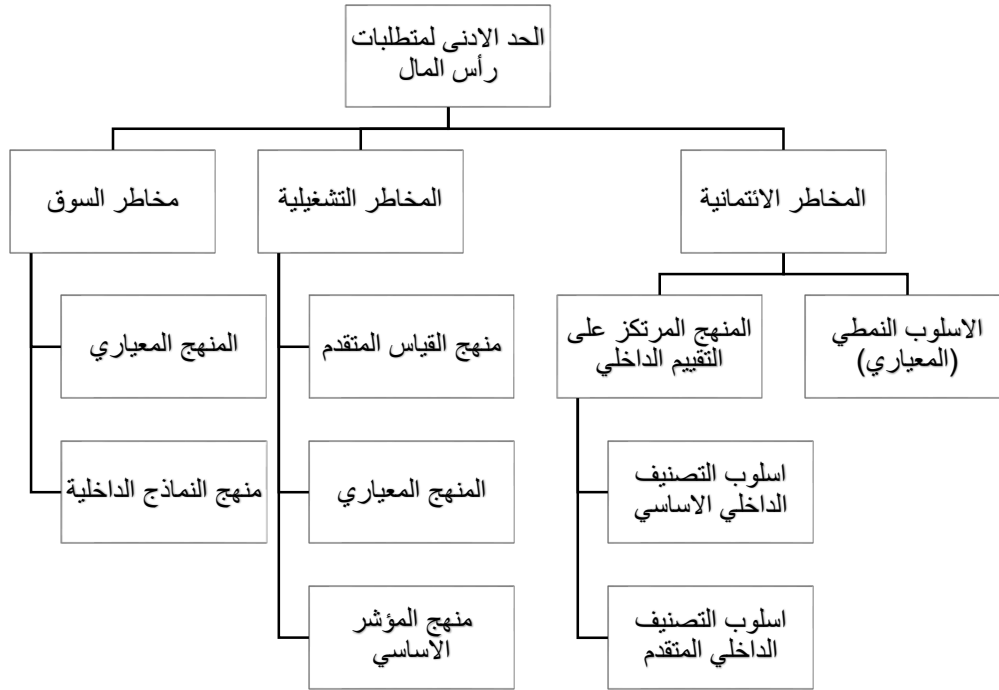 الحد الادنى لمتطلبات
رأس المال
المخاطر الائتمانية
المخاطر التشغيلية
مخاطر السوق
الاسلوب النمطي
(المعياري)
المنهج المرتكز على
التقييم الداخلي
منهج القياس المتقدم
المنهج المعياري
اسلوب التصنيف
الداخلي الاساسي
المنهج المعياري
منهج النماذج الداخلية
اسلوب التصنيف
الداخلي المتقدم
منهج المؤشر
الاساسي